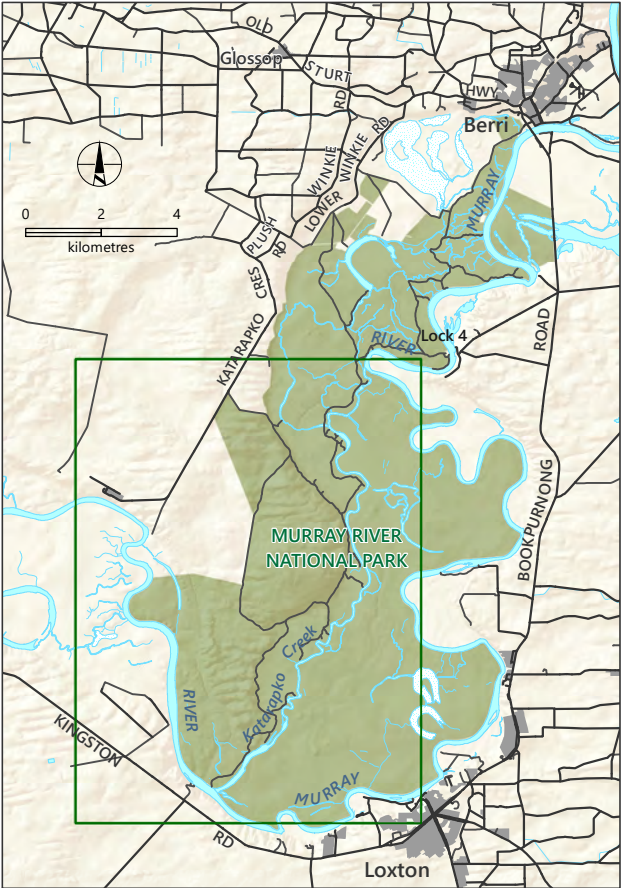 OLD
Glossop
STURT
HWY
RD
Berri
WINKIE
WINKIE RD
LOWER
MURRAY
PLUSH
RD
CRES
0 2 4
kilometres
KATARAPKO
RIVER
Lock 4
ROAD
BOOKPURNONG
MURRAY RIVER
NATIONAL PARK
Katarapko Creek
RIVER
KINGSTON
RD
MURRAY
Loxton